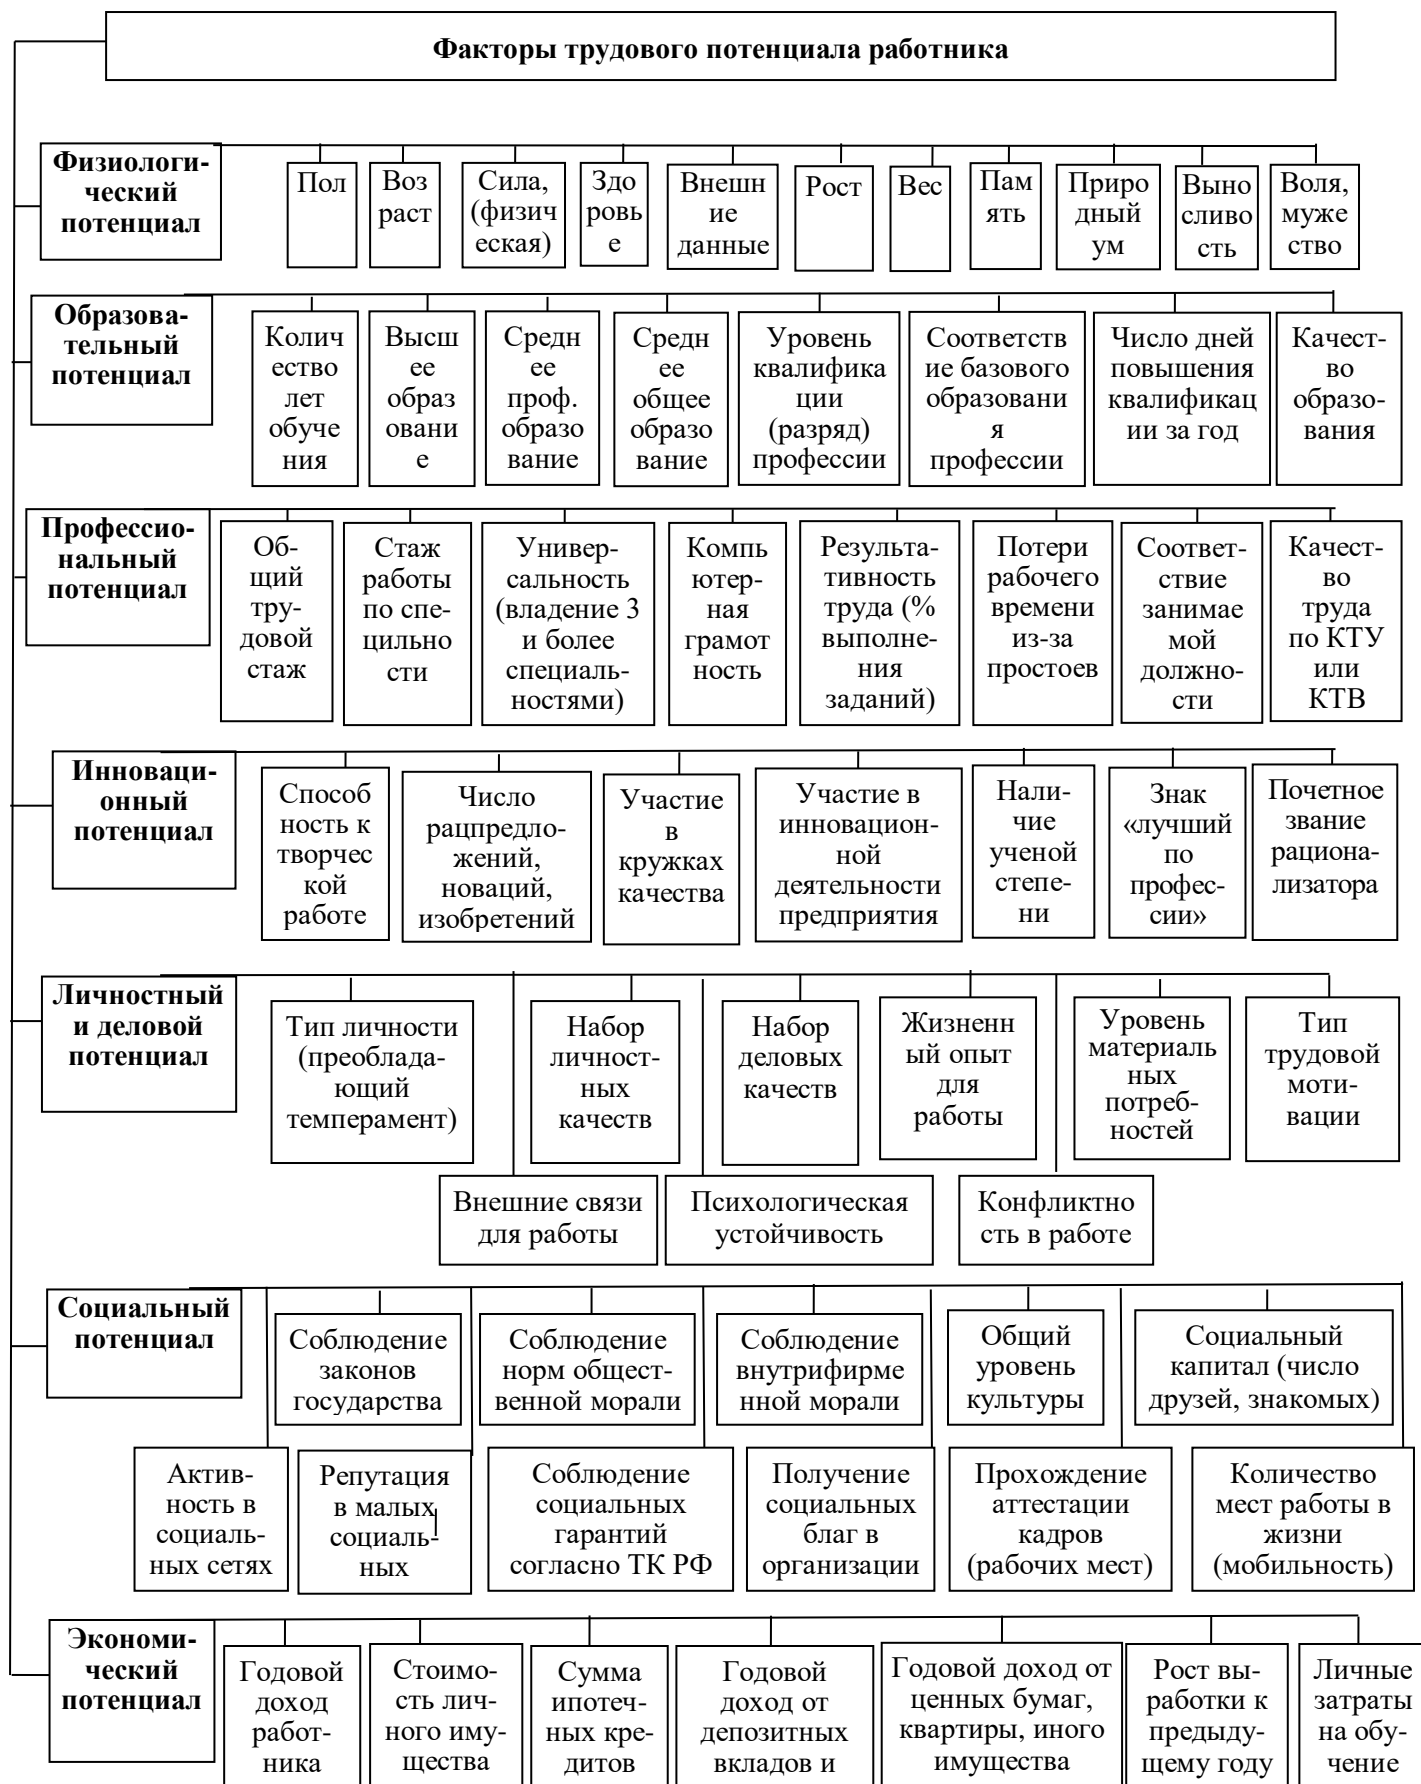 Факторы трудового потенциала работника
Физиологи-
ческий
потенциал
Пол
Воз
раст
Сила,
(физич
еская)
Здо
ровь
е
Внешн
ие
данные
Рост
Вес
Пам
ять
Приро
дный
ум
Выно
сливо
сть
Воля,
муже
ство
Образова-
тельный
потенциал
Колич
ество
лет
обуче
ния
Высш
ее
образ
овани
е
Средн
ее
проф.
образо
вание
Средн
ее
общее
образо
вание
Уровень
квалифика
ции
(разряд)
профессии
Соответств
ие базового
образовани
я
профессии
Число дней
повышения
квалификац
ии за год
Качест-
во
образо-
вания
Профессио-
нальный
потенциал
Об-
щий
тру-
довой
стаж
Стаж
работы
по спе-
цильно
сти
Универ-
сальность
(владение 3
и более
специаль-
ностями)
Компь
ютер-
ная
грамот
ность
Результа-
тивность
труда (%
выполне-
ния
заданий)
Потери
рабочего
времени
из-за
простоев
Соответ-
ствие
занимае
мой
должно-
сти
Качест-
во
труда
по КТУ
или
КТВ
Инноваци-
онный
потенциал
Способ
ность к
творчес
кой
работе
Число
рацпредло-
жений,
новаций,
изобретений
Участие
в
кружках
качества
Участие в
инновацион-
ной
деятельности
предприятия
Нали-
чие
ученой
степе-
ни
Знак
«лучший
по
профес-
сии»
Почетное
звание
рациона-
лизатора
Личностный
и деловой
потенциал
Тип личности
(преоблада-
ющий
темперамент)
Набор
личност-
ных
качеств
Набор
деловых
качеств
Жизненн
ый опыт
для
работы
Уровень
материаль
ных
потреб-
ностей
Тип
трудовой
моти-
вации
Внешние связи
для работы
Психологическая
устойчивость
Конфликтно
сть в работе
Социальный
потенциал
Соблюдение
законов
государства
Соблюдение
норм общест-
венной морали
Соблюдение
внутрифирме
нной морали
Общий
уровень
культуры
Социальный
капитал (число
друзей, знакомых)
Актив-
ность в
социаль-
ных сетях
Репутация
в малых
социаль-
ных
Соблюдение
социальных
гарантий
согласно ТК РФ
Получение
социальных
благ в
организации
Прохождение
аттестации
кадров
(рабочих мест)
Количество
мест работы в
жизни
(мобильность)
Экономи-
ческий
потенциал
Годовой
доход
работ-
ника
Стоимо-
сть лич-
ного иму-
щества
Сумма
ипотеч-
ных кре-
дитов
Годовой
доход от
депозитных
вкладов и
Годовой доход от
ценных бумаг,
квартиры, иного
имущества
Рост вы-
работки к
предыду-
щему году
Личные
затраты
на обу-
чение